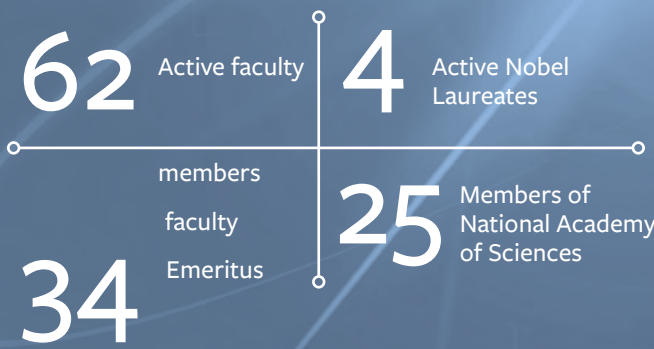 62 Active faculty
4 Active Nobel
Laureates
members
faculty
Emeritus
34
25 Members of
National Academy
of Sciences